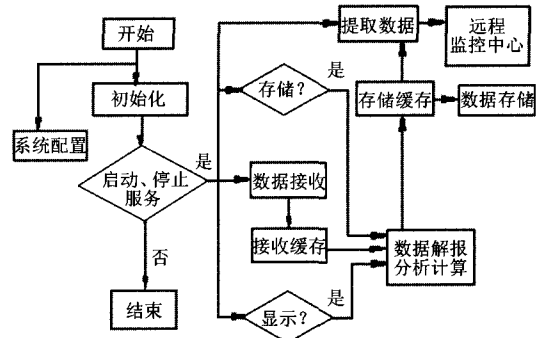 开始
初始化
系统配置
启动、停止
服务
是
否
结束
存储?
是
数据接收
接收缓存
显示?
是
提取数据
远程
监控中心
存储缓存
数据存储
数据解报
分析计算